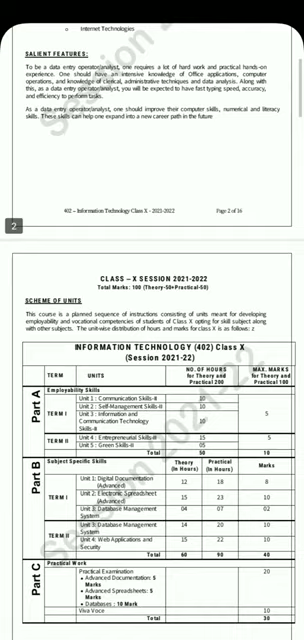 o Internet Technologies
SALIENT FEATURES:
To be a data entry operator/analyst, one requires a lot of hard work and practical hands-on
experience. One should have an intensive knowledge of Office applications, computer
operations, and knowledge of clerical, administrative techniques and data analysis. Along with
this, as a data entry operator/analyst, you will be expected to have fast typing speed, accuracy,
and efficiency to perform tasks.
As a data entry operator/analyst, one should improve their computer skills, numerical and literacy
skills. These skills can help one expand into a new career path in the future
402 – Information Technology Class X - 2021-2022 Page 2 of 16
2
CLASS – X SESSION 2021-2022
Total Marks: 100 (Theory-50+Practical-50)
SCHEME OF UNITS
This course is a planned sequence of instructions consisting of units meant for developing
employability and vocational competencies of students of Class X opting for skill subject along
with other subjects. The unit-wise distribution of hours and marks for class X is as follows: z
INFORMATION TECHNOLOGY (402) Class X
(Session 2021-22)
TERM UNITS NO. OF HOURS for Theory and Practical 200 MAX. MARKS for Theory and Practical 100
Part A
Employability Skills
TERM I
Unit 1 : Communication Skills-II 10
Unit 2 : Self-Management Skills-II 10
Unit 3 : Information and
Communication Technology 10 5
Skills-II
TERM II
Unit 4 : Entrepreneurial Skills-II 15 5
Unit 5 : Green Skills-II 05
Total 50 10
Part B
Subject Specific Skills Theory (In Hours) Practical (In Hours) Marks
TERM I
Unit 1: Digital Documentation
(Advanced) 12 18 8
Unit 2: Electronic Spreadsheet
(Advanced) 15 23 10
Unit 3: Database Management
System 04 07 02
TERM II
Unit 3: Database Management
System 14 20 10
Unit 4: Web Applications and
Security 15 22 10
Total 60 90 40
Part C
Practical Work
Practical Examination 20
• Advanced Documentation: 5
Marks
• Advanced Spreadsheets: 5
Marks
• Databases : 10 Mark
Viva Voce 10
Total 30
Session 2021-22